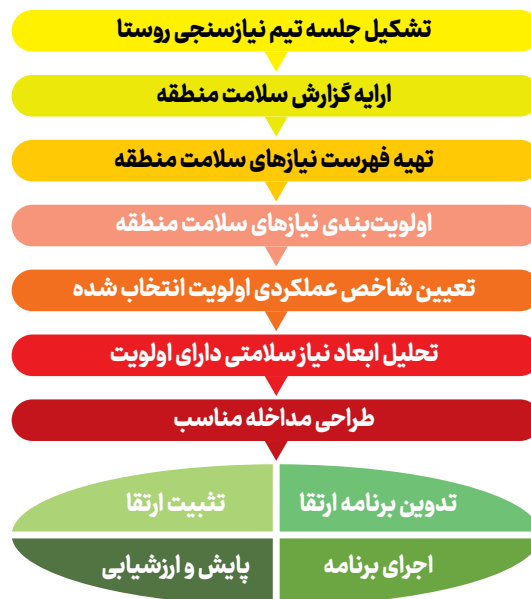 تشکیل جلسه تیم نیازسنجی روستا
ارایه گزارش سلامت منطقه
تهیه فهرست نیازهای سلامت منطقه
اولویت‌بندی نیازهای سلامت منطقه
تعیین شاخص عملکردی اولویت انتخاب شده
تحلیل ابعاد نیاز سلامتی دارای اولویت
طراحی مداخله مناسب
تدوین برنامه ارتقا
تثبیت ارتقا
اجرای برنامه
پایش و ارزشیابی